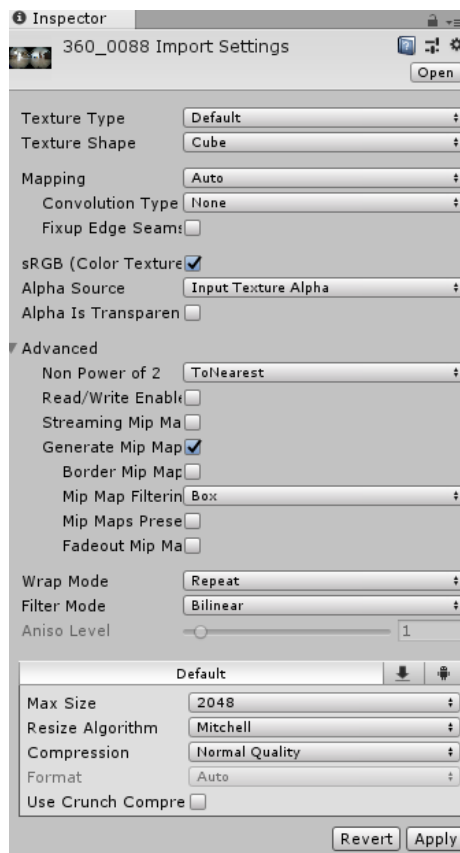 Inspector
360_0088 Import Settings
Open
Texture Type Default
Texture Shape Cube
Mapping Auto
Convolution Type None
Fixup Edge Seams
sRGB (Color Texture
Alpha Source Input Texture Alpha
Alpha Is Transparen
Advanced
Non Power of 2 ToNearest
Read/Write Enable
Streaming Mip Ma
Generate Mip Map
Border Mip Map
Mip Map Filterin Box
Mip Maps Prese
Fadeout Mip Ma
Wrap Mode Repeat
Filter Mode Bilinear
Aniso Level 1
Default
Max Size 2048
Resize Algorithm Mitchell
Compression Normal Quality
Format Auto
Use Crunch Compre
Revert Apply